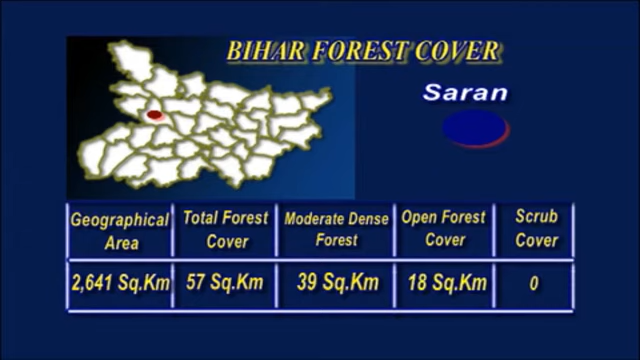 BIHAR FOREST COVER
Saran
Geographical Area
Total Forest Cover
Moderate Dense Forest
Open Forest Cover
Scrub Cover
2,641 Sq.Km
57 Sq.Km
39 Sq.Km
18 Sq.Km
0